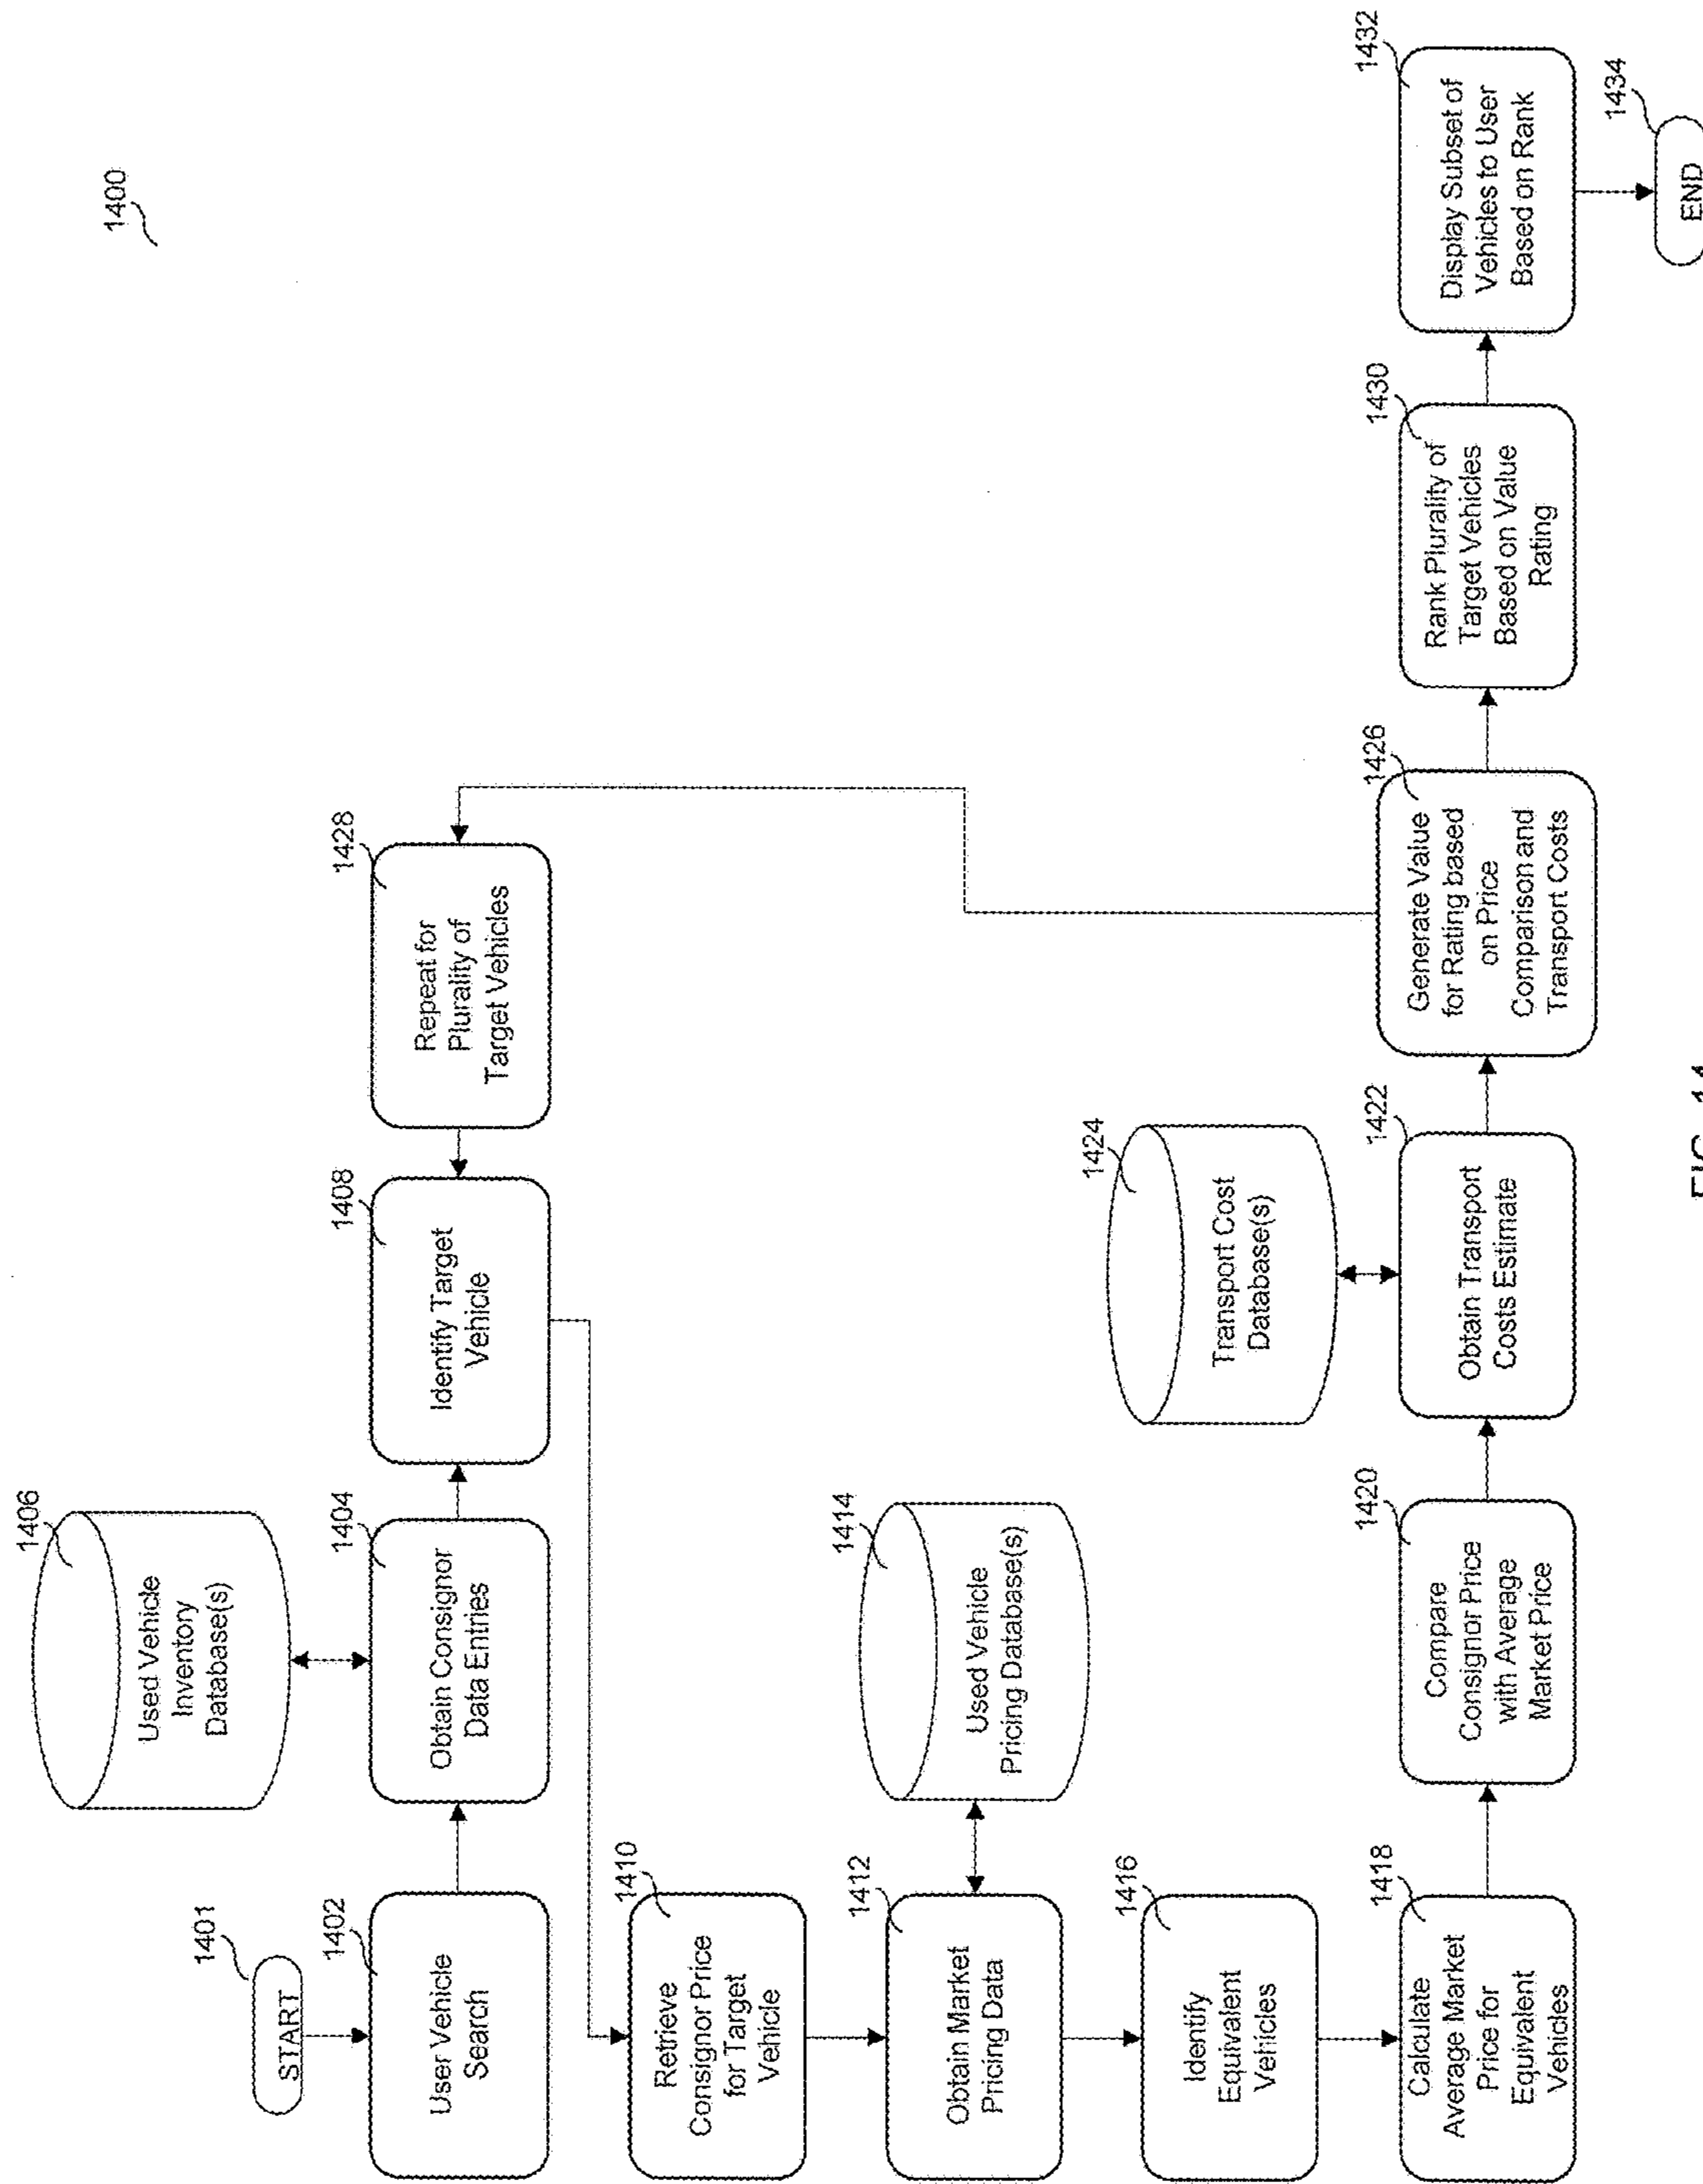 1400
START
1401
User Vehicle
Search
1402
Used Vehicle
Inventory
Database(s)
1406
Obtain Consignor
Data Entries
1404
Identify Target
Vehicle
1408
Repeat for
Plurality of
Target Vehicles
1428
Retrieve
Consignor Price
for Target
Vehicle
1410
Obtain Market
Pricing Data
1412
Used Vehicle
Pricing Database(s)
1414
Identify
Equivalent
Vehicles
1416
Calculate
Average Market
Price for
Equivalent
Vehicles
1418
Compare
Consignor Price
with Average
Market Price
1420
Transport Cost
Database(s)
1424
Obtain Transport
Costs Estimate
1422
Generate Value
for Rating based
on Price
Comparison and
Transport Costs
1426
Rank Plurality of
Target Vehicles
Based on Value
Rating
1430
Display Subset of
Vehicles to User
Based on Rank
1432
END
1434